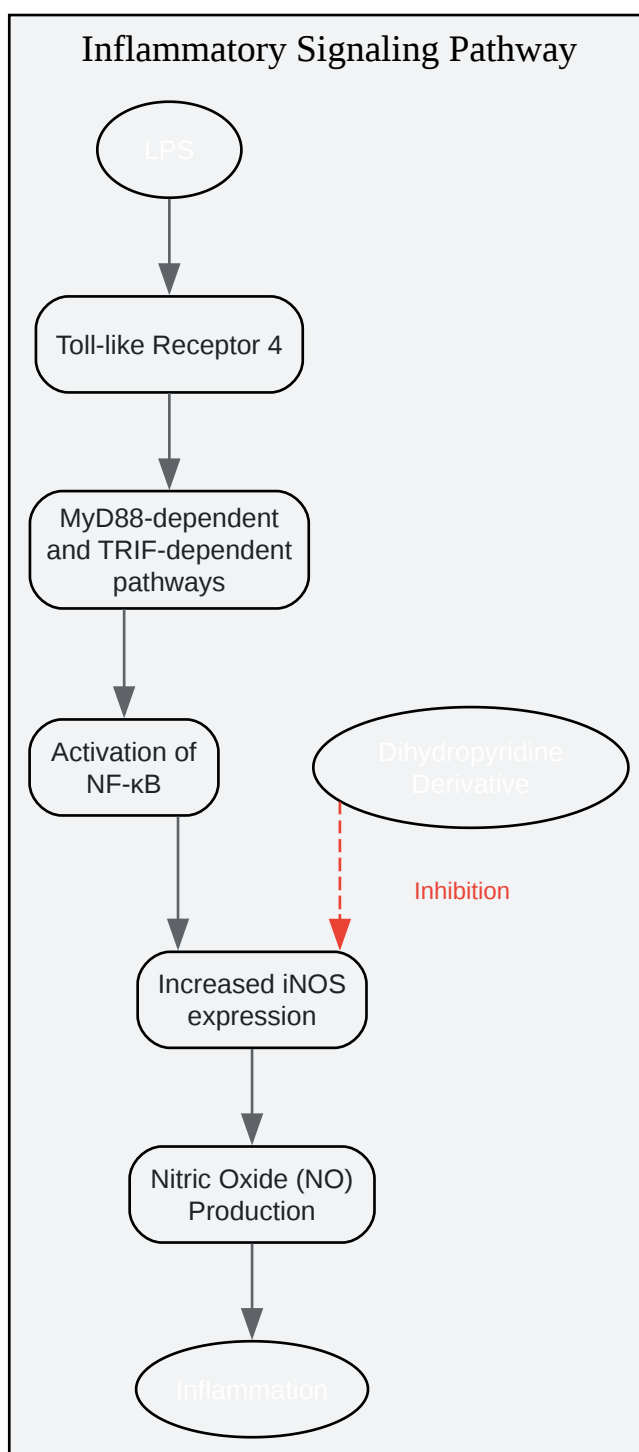 Inflammatory Signaling Pathway
LPS
Toll-like Receptor 4
MyD88-dependent
and TRIF-dependent
pathways
Activation of
NF-κB
Dihydropyridine
Derivative
Inhibition
Increased iNOS
expression
Nitric Oxide (NO)
Production
Inflammation